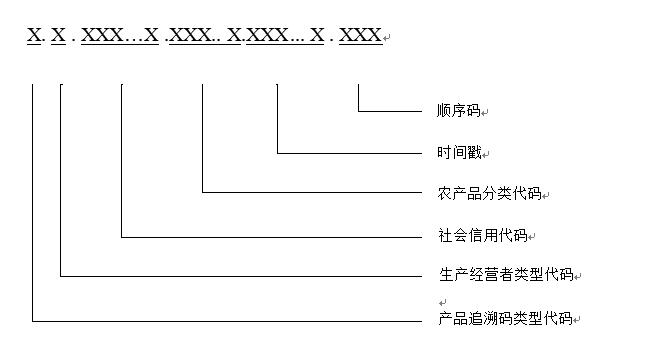 X. X . XXX…X .XXX.. X.XXX... X . XXX
顺序码
时间戳
农产品分类代码
社会信用代码
生产经营者类型代码
产品追溯码类型代码